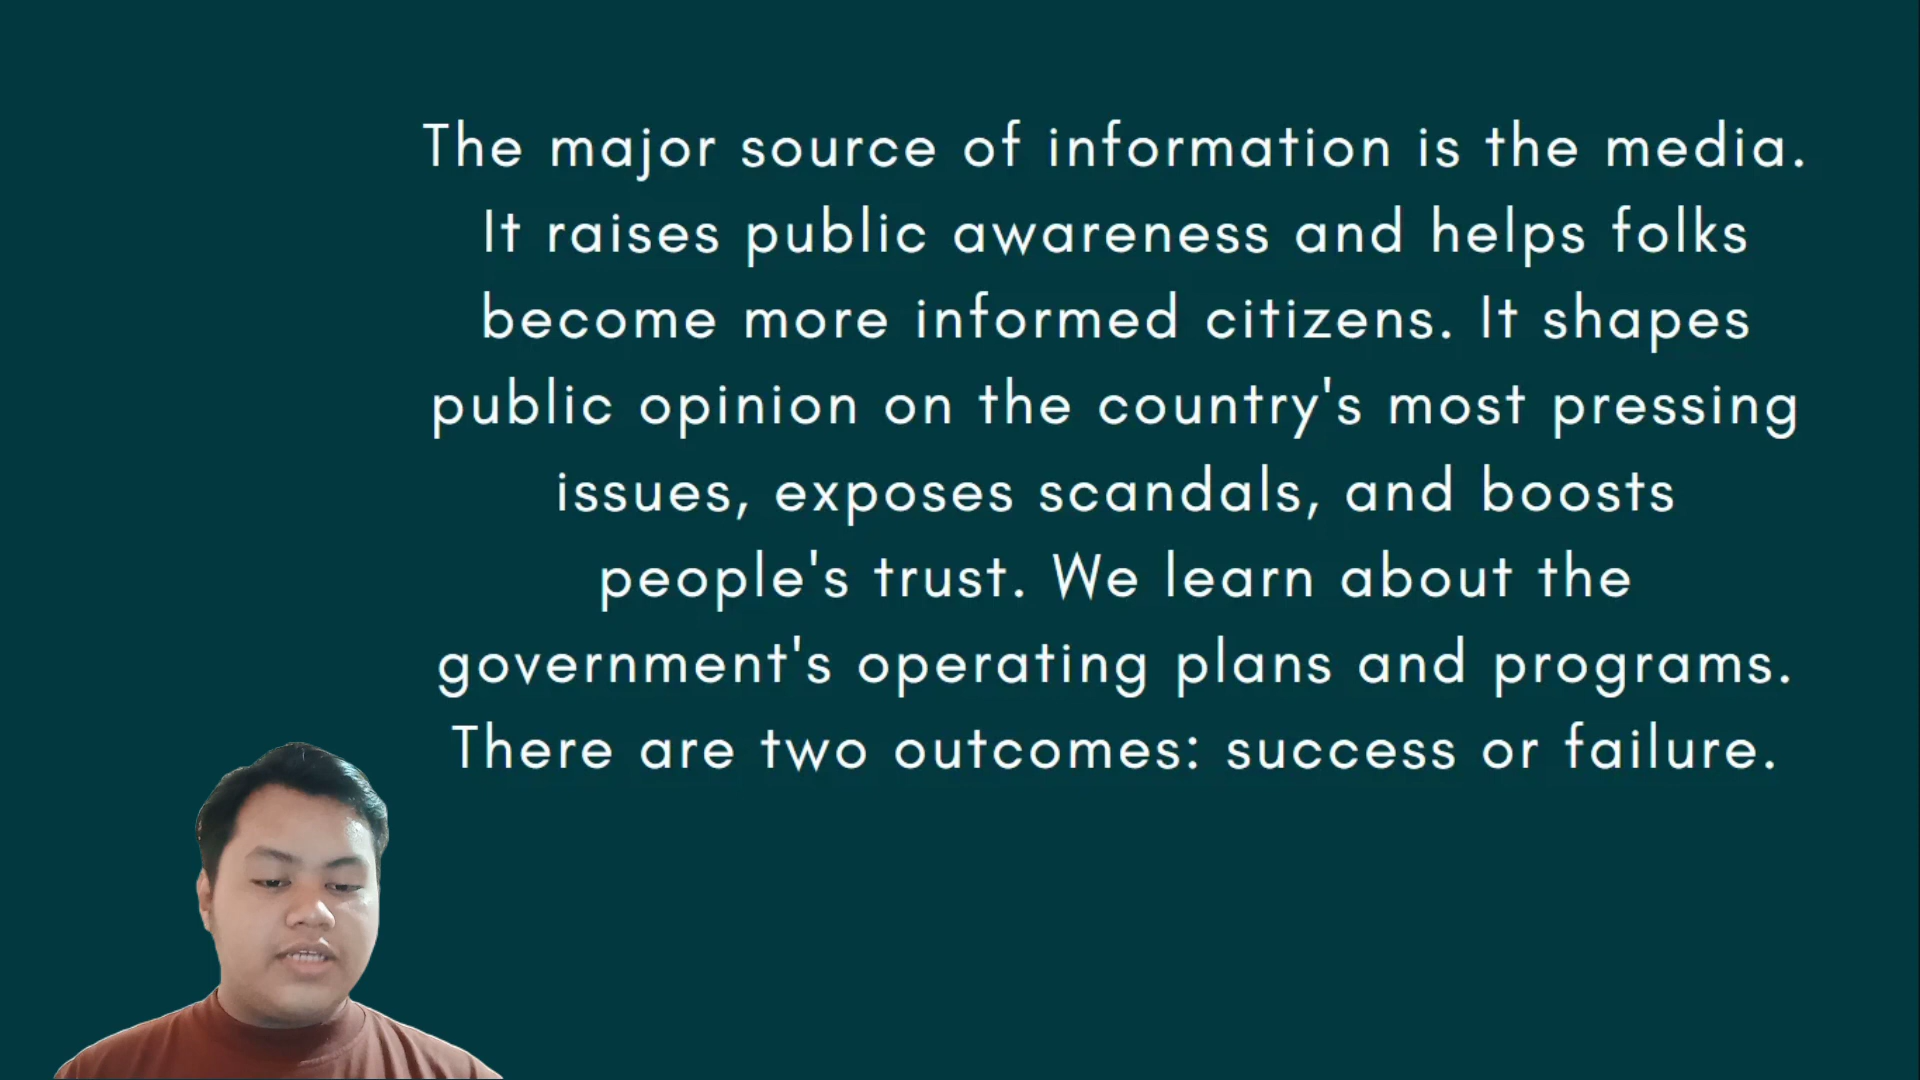 The major source of information is the media.
It raises public awareness and helps folks
become more informed citizens. It shapes
public opinion on the country's most pressing
issues, exposes scandals, and boosts
people's trust. We learn about the
government's operating plans and programs.
There are two outcomes: success or failure.